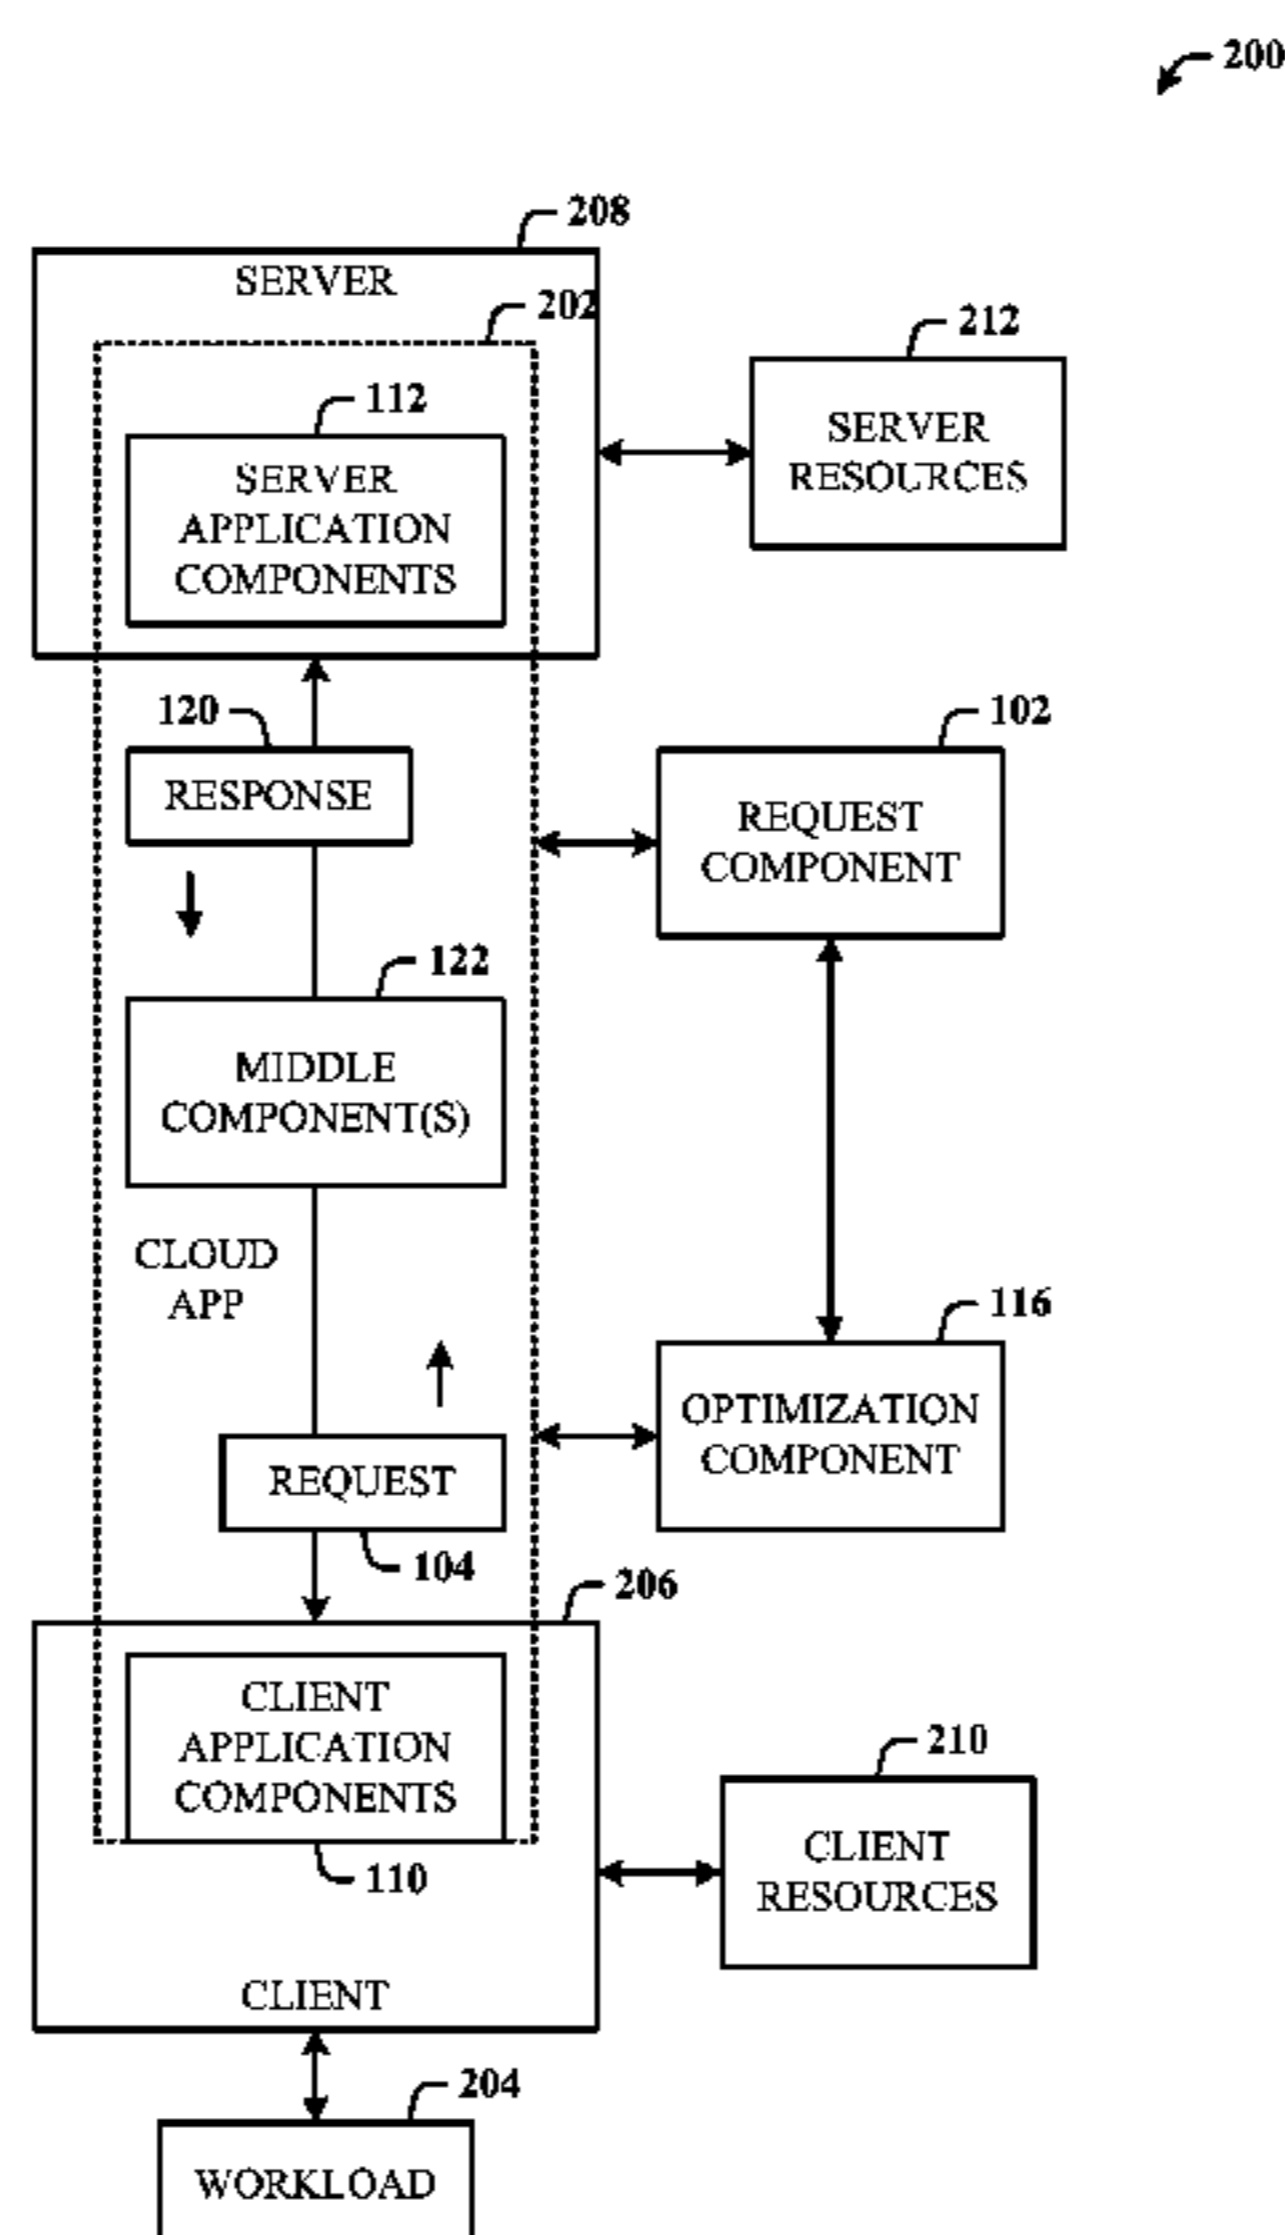 200
208
SERVER
202
212
112
SERVER
RESOURCES
SERVER
APPLICATION
COMPONENTS
120
102
RESPONSE
REQUEST
COMPONENT
122
MIDDLE
COMPONENT(S)
CLOUD
APP
116
OPTIMIZATION
COMPONENT
REQUEST
104
206
CLIENT
APPLICATION
COMPONENTS
210
CLIENT
RESOURCES
110
CLIENT
204
WORKLOAD